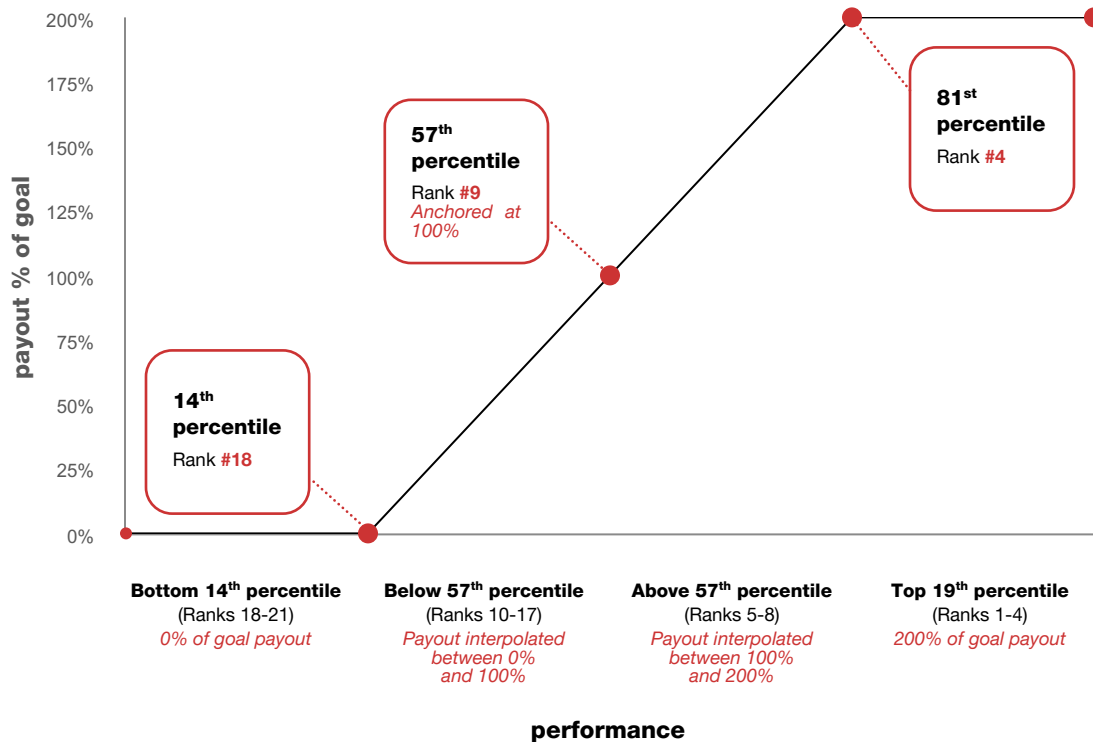 200%
175%
150%
125%
100%
75%
50%
25%
0%
payout % of goal
14th
percentile
Rank #18
57th
percentile
Rank #9
Anchored at
100%
81st
percentile
Rank #4
Bottom 14th percentile
(Ranks 18-21)
0% of goal payout
Below 57th percentile
(Ranks 10-17)
Payout interpolated
between 0%
and 100%
Above 57th percentile
(Ranks 5-8)
Payout interpolated
between 100%
and 200%
Top 19th percentile
(Ranks 1-4)
200% of goal payout
performance